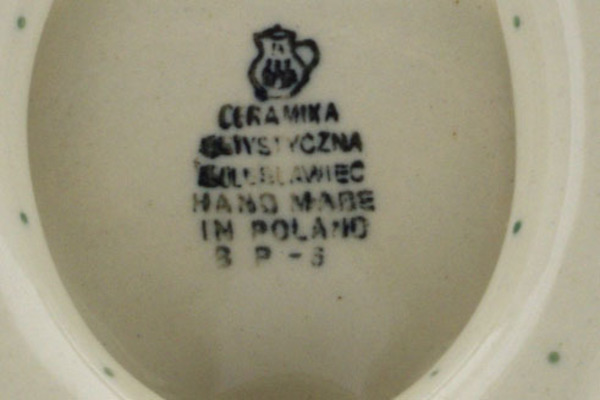 CERAMIKA
ARTYSTYCZNA
BOLESLAWIEC
HAND MADE
IN POLAND